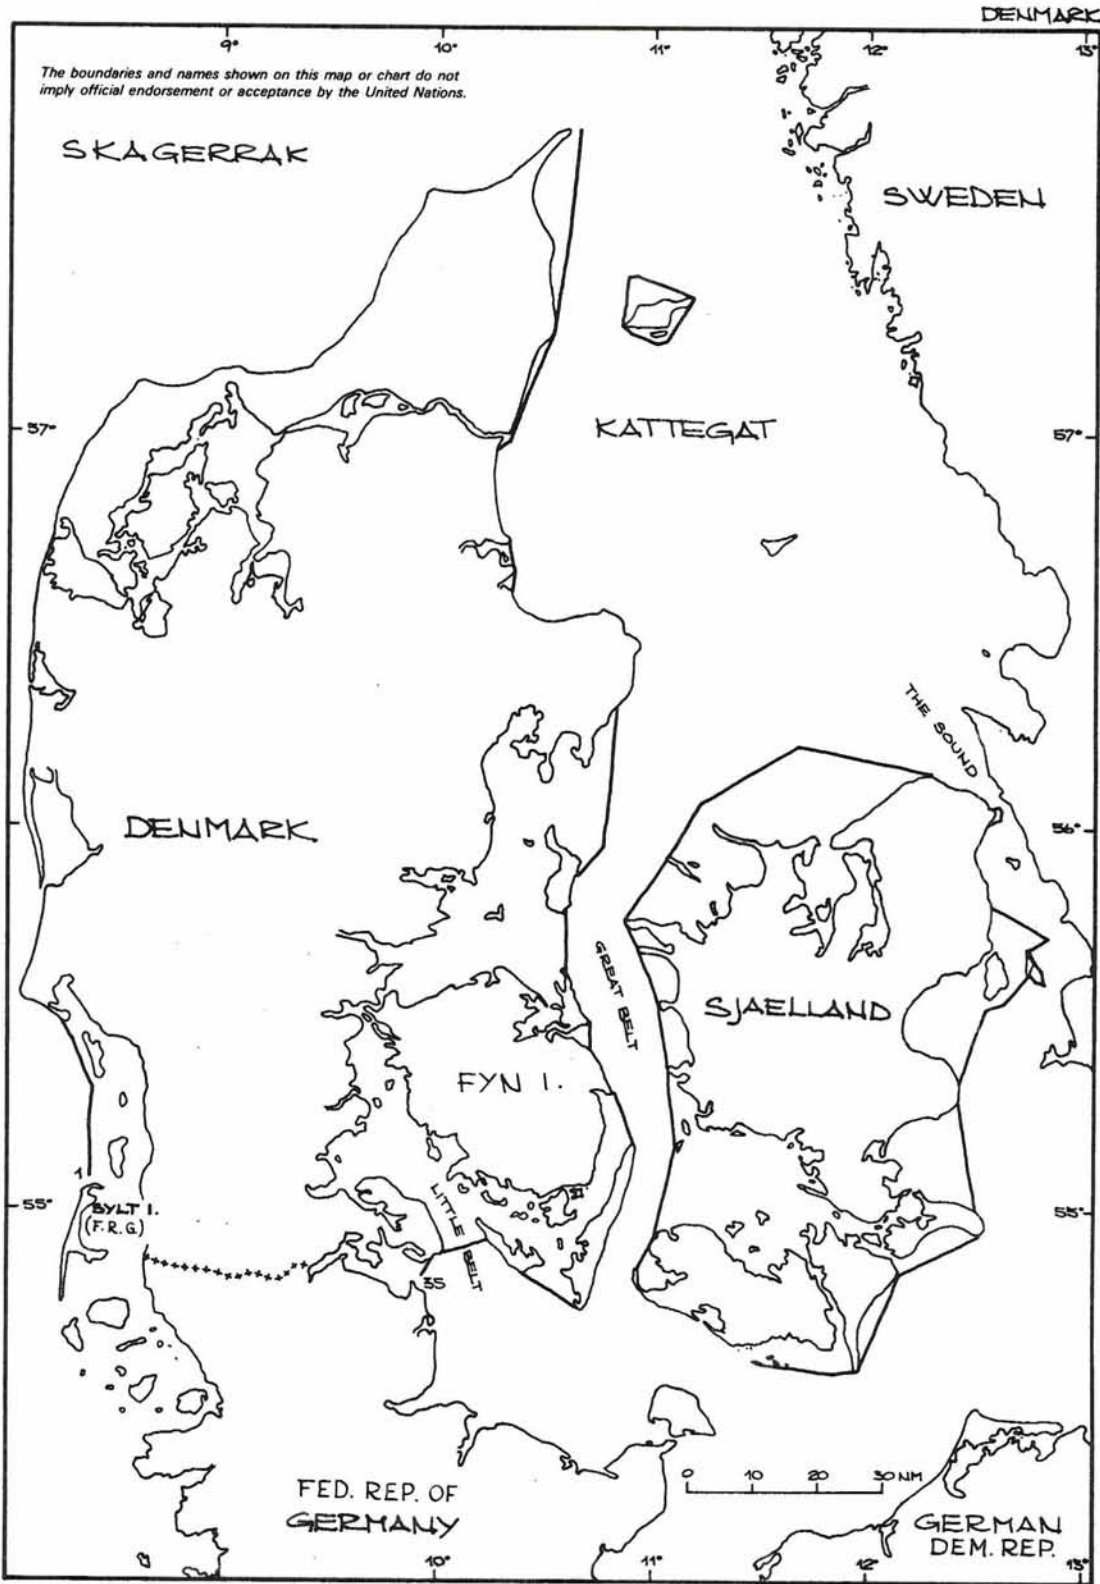 DENMARK
9° 10° 11° 12° 13°
The boundaries and names shown on this map or chart do not
imply official endorsement or acceptance by the United Nations.
SKAGERRAK
SWEDEN
KATTEGAT
57° 57°
THE SOUND
DENMARK
56°
GREAT BELT
SJAELLAND
FYN I.
1
LITTLE BELT
55° 55°
SYLT I.
(F.R.G.)
35
0 10 20 30 NM
FED. REP. OF
GERMANY
GERMAN
DEM. REP.
10° 11° 12° 13°